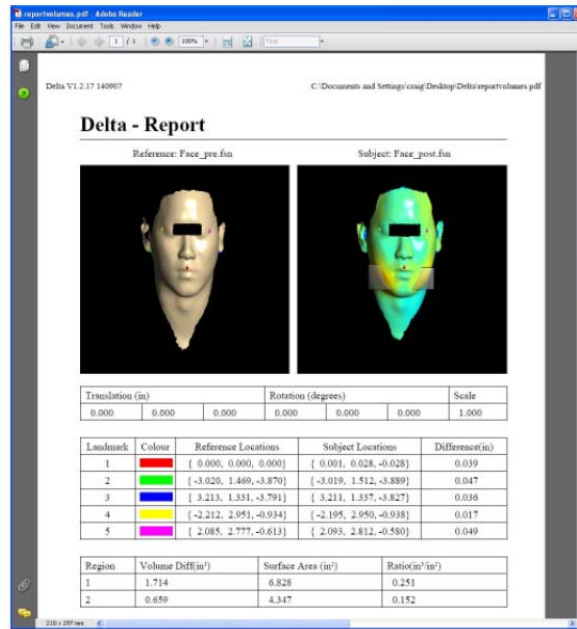 reportvolumes.pdf - Adobe Reader
File Edit View Document Tools Window Help
1 / 1 100% Find
Delta V1.2.17 140907 C:\Documents and Settings\craig\Desktop\Delta\reportvolumes.pdf
Delta - Report
Reference: Face_pre.fsn Subject: Face_post.fsn
Translation (in) Rotation (degrees) Scale
0.000 0.000 0.000 0.000 0.000 0.000 1.000
Landmark Colour Reference Locations Subject Locations Difference(in)
1 { 0.000, 0.000, 0.000} { 0.001, 0.028, -0.028} 0.039
2 {-3.020, 1.469, -3.870} {-3.019, 1.512, -3.889} 0.047
3 { 3.213, 1.331, -3.791} { 3.211, 1.337, -3.827} 0.036
4 {-2.212, 2.951, -0.934} {-2.195, 2.950, -0.938} 0.017
5 { 2.085, 2.777, -0.613} { 2.093, 2.812, -0.580} 0.049
Region Volume Diff(in³) Surface Area (in²) Ratio(in³/in²)
1 1.714 6.828 0.251
2 0.659 4.347 0.152
210 x 297 mm